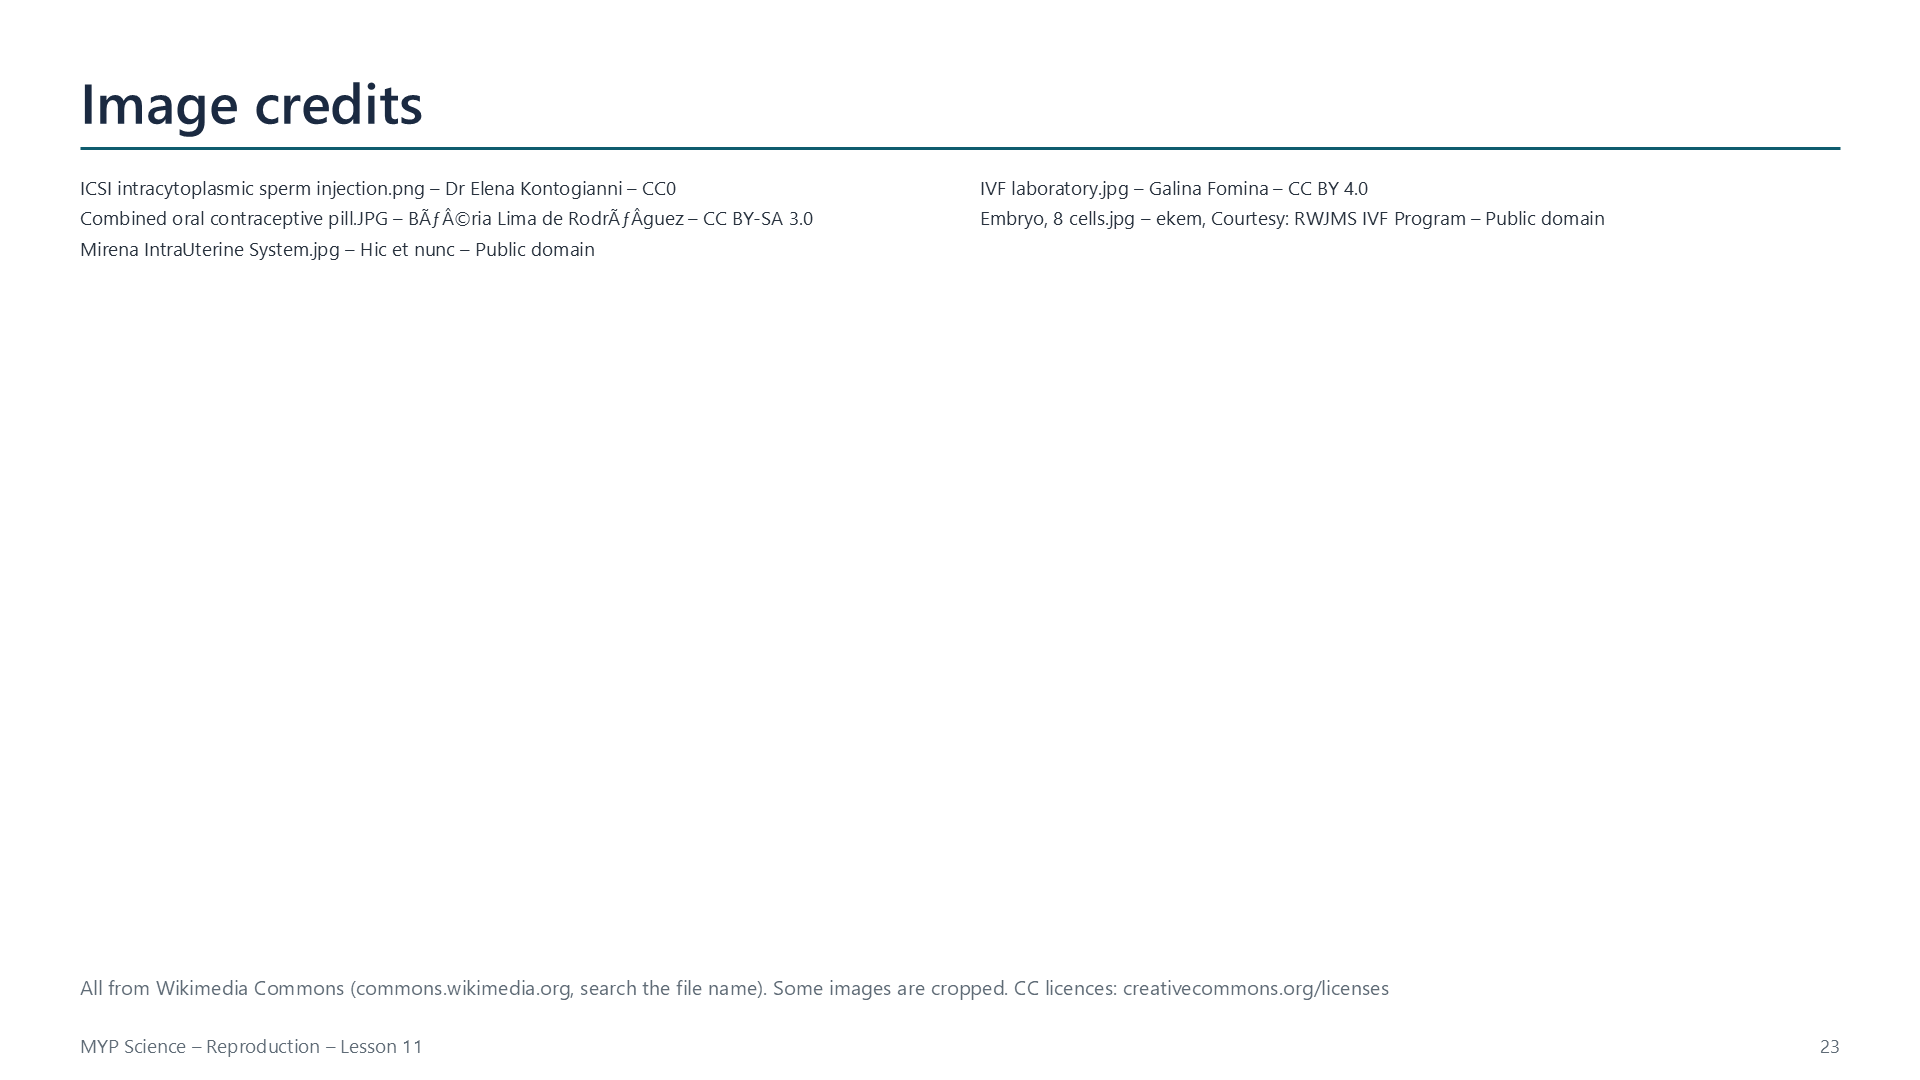 Image credits
ICSI intracytoplasmic sperm injection.png – Dr Elena Kontogianni – CC0
Combined oral contraceptive pill.JPG – BÃƒÂ©ria Lima de RodrÃƒÂguez – CC BY-SA 3.0
Mirena IntraUterine System.jpg – Hic et nunc – Public domain
IVF laboratory.jpg – Galina Fomina – CC BY 4.0
Embryo, 8 cells.jpg – ekem, Courtesy: RWJMS IVF Program – Public domain
All from Wikimedia Commons (commons.wikimedia.org, search the file name). Some images are cropped. CC licences: creativecommons.org/licenses
MYP Science – Reproduction – Lesson 11
23